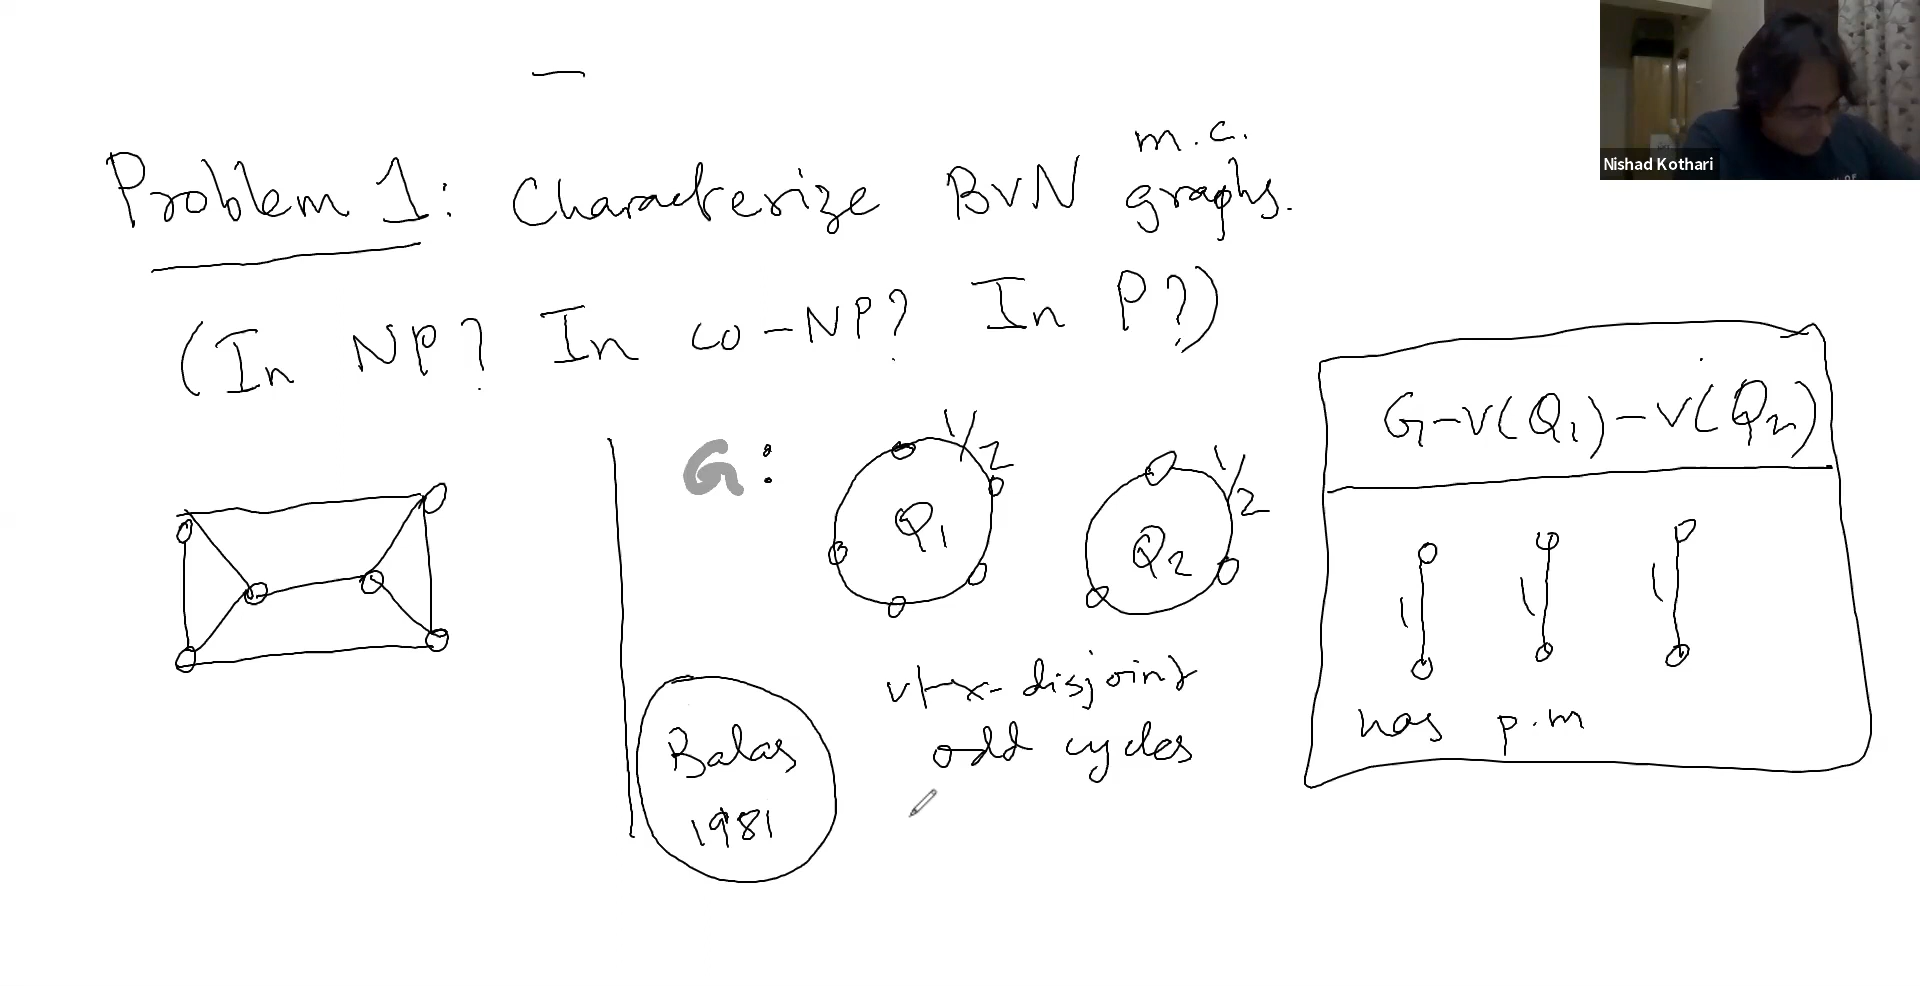 Problem 1: Characterize BVN m.c. graphs.
(In NP? In co-NP? In P?)
G:
Q1
1/2
Q2
1/2
vtx-disjoint
odd cycles
Balas
1981
G-V(Q1)-V(Q2)
1
1
1
has p.m
Nishad Kothari